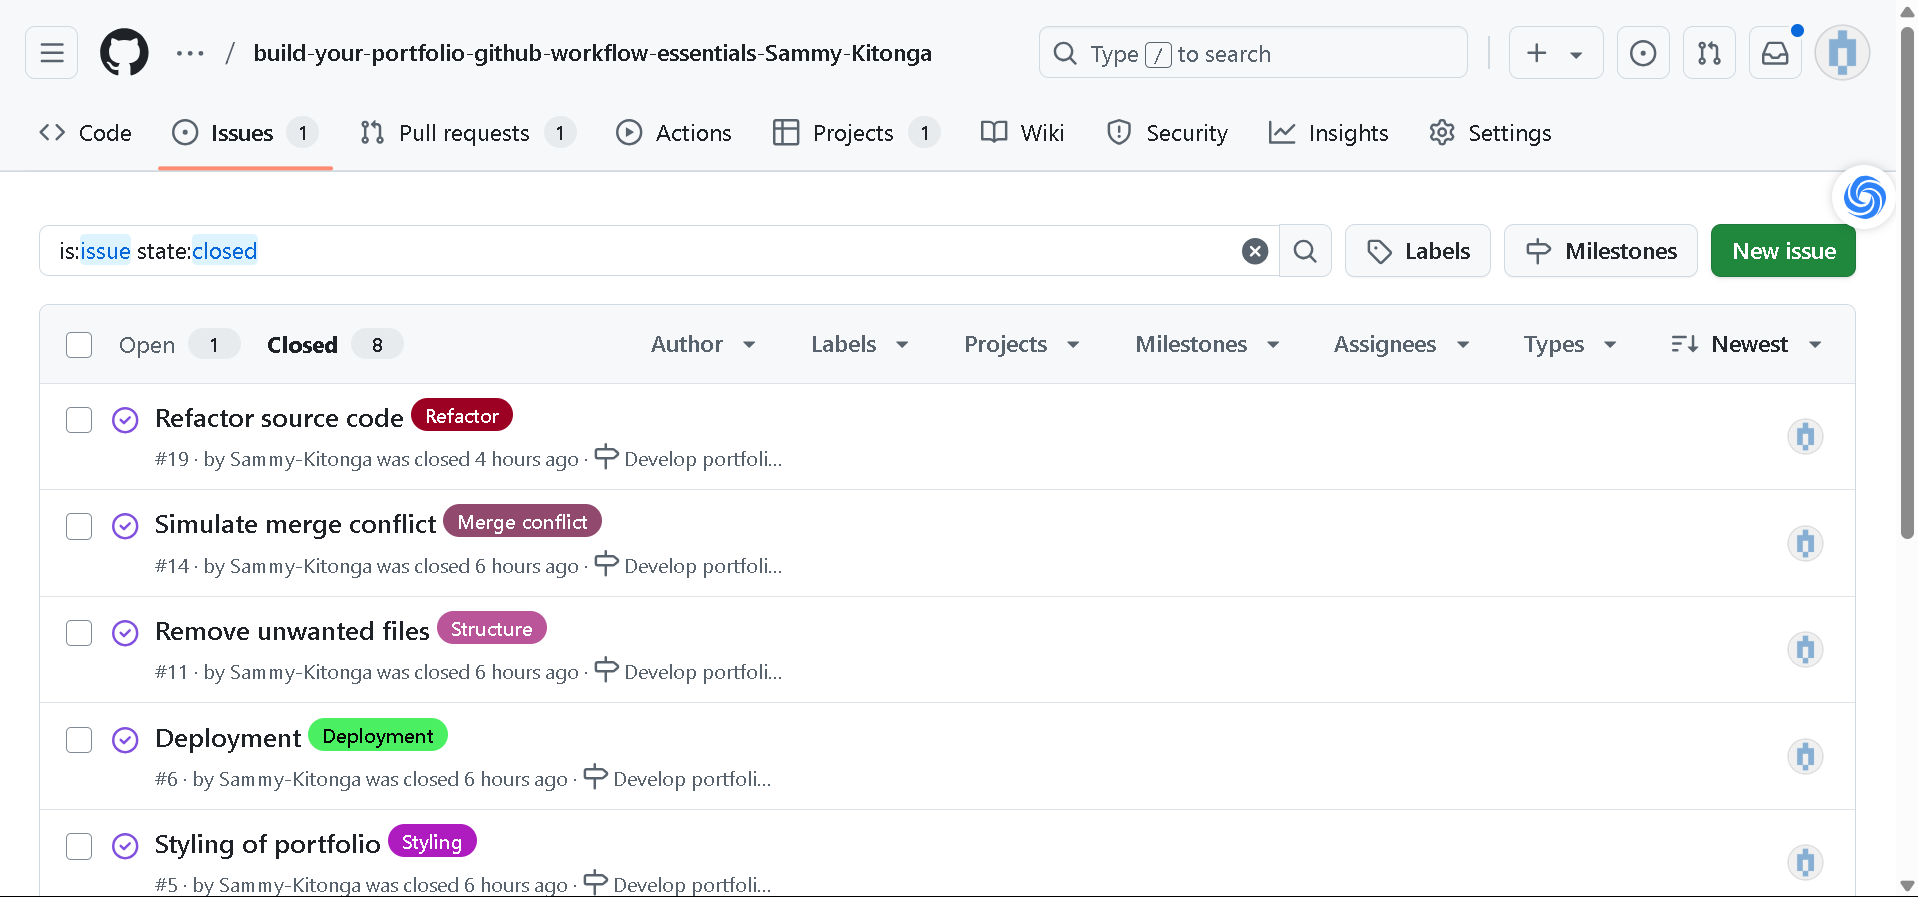 ... / build-your-portfolio-github-workflow-essentials-Sammy-Kitonga Type / to search
Code Issues 1 Pull requests 1 Actions Projects 1 Wiki Security Insights Settings
is:issue state:closed Labels Milestones New issue
Open 1 Closed 8 Author Labels Projects Milestones Assignees Types Newest
Refactor source code Refactor
#19 · by Sammy-Kitonga was closed 4 hours ago · Develop portfoli...
Simulate merge conflict Merge conflict
#14 · by Sammy-Kitonga was closed 6 hours ago · Develop portfoli...
Remove unwanted files Structure
#11 · by Sammy-Kitonga was closed 6 hours ago · Develop portfoli...
Deployment Deployment
#6 · by Sammy-Kitonga was closed 6 hours ago · Develop portfoli...
Styling of portfolio Styling
#5 · by Sammy-Kitonga was closed 6 hours ago · Develop portfoli...